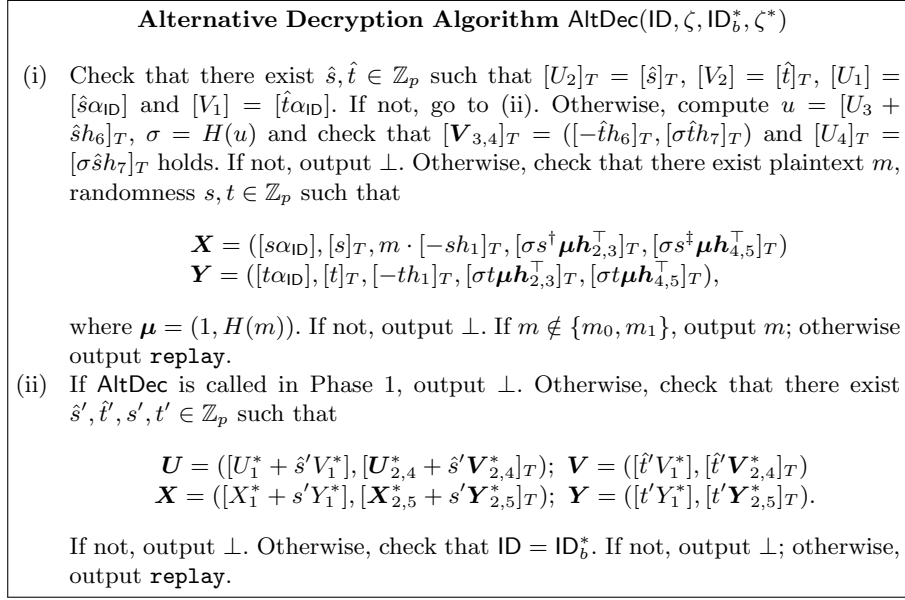 Alternative Decryption Algorithm AltDec(ID, ζ, ID*_b, ζ*)
(i) Check that there exist ŝ, t̂ ∈ ℤ_p such that [U_2]_T = [ŝ]_T, [V_2] = [t̂]_T, [U_1] =
[ŝα_ID] and [V_1] = [t̂α_ID]. If not, go to (ii). Otherwise, compute u = [U_3 +
ŝh_6]_T, σ = H(u) and check that [V_{3,4}]_T = ([−t̂h_6]_T, [σt̂h_7]_T) and [U_4]_T =
[σŝh_7]_T holds. If not, output ⊥. Otherwise, check that there exist plaintext m,
randomness s, t ∈ ℤ_p such that
X = ([sα_ID], [s]_T, m · [−sh_1]_T, [σs^†μh^⊤_{2,3}]_T, [σs^‡μh^⊤_{4,5}]_T)
Y = ([tα_ID], [t]_T, [−th_1]_T, [σtμh^⊤_{2,3}]_T, [σtμh^⊤_{4,5}]_T),
where μ = (1, H(m)). If not, output ⊥. If m ∉ {m_0, m_1}, output m; otherwise
output replay.
(ii) If AltDec is called in Phase 1, output ⊥. Otherwise, check that there exist
ŝ′, t̂′, s′, t′ ∈ ℤ_p such that
U = ([U*_1 + ŝ′V*_1], [U*_{2,4} + ŝ′V*_{2,4}]_T); V = ([t̂′V*_1], [t̂′V*_{2,4}]_T)
X = ([X*_1 + s′Y*_1], [X*_{2,5} + s′Y*_{2,5}]_T); Y = ([t′Y*_1], [t′Y*_{2,5}]_T).
If not, output ⊥. Otherwise, check that ID = ID*_b. If not, output ⊥; otherwise,
output replay.